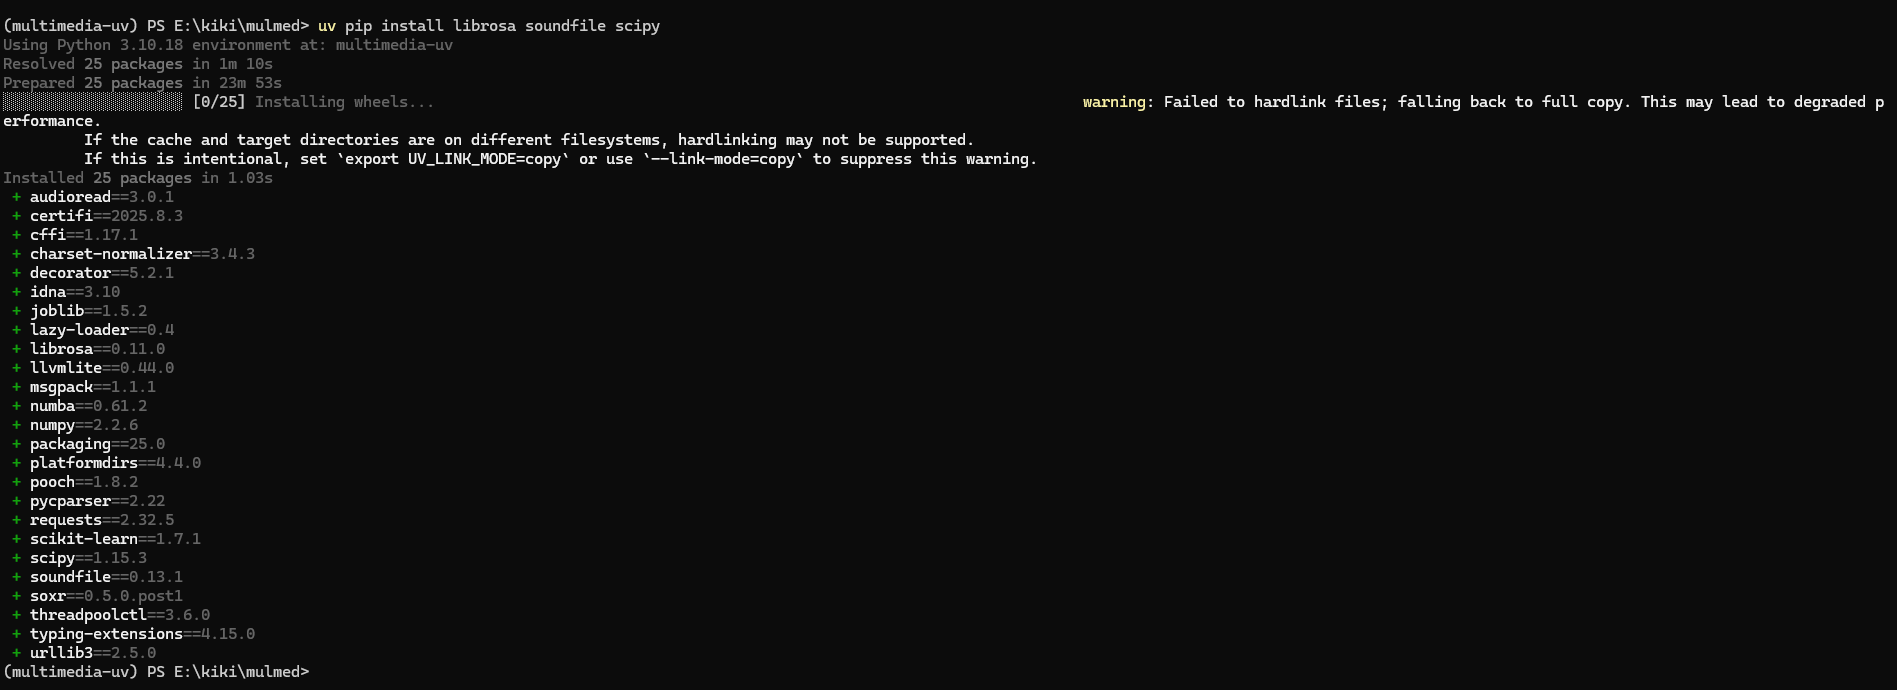 (multimedia-uv) PS E:\kiki\mulmed> uv pip install librosa soundfile scipy
Using Python 3.10.18 environment at: multimedia-uv
Resolved 25 packages in 1m 10s
Prepared 25 packages in 23m 53s
░░░░░░░░░░░░░░░░░░░░ [0/25] Installing wheels... warning: Failed to hardlink files; falling back to full copy. This may lead to degraded p
erformance.
If the cache and target directories are on different filesystems, hardlinking may not be supported.
If this is intentional, set `export UV_LINK_MODE=copy` or use `--link-mode=copy` to suppress this warning.
Installed 25 packages in 1.03s
+ audioread==3.0.1
+ certifi==2025.8.3
+ cffi==1.17.1
+ charset-normalizer==3.4.3
+ decorator==5.2.1
+ idna==3.10
+ joblib==1.5.2
+ lazy-loader==0.4
+ librosa==0.11.0
+ llvmlite==0.44.0
+ msgpack==1.1.1
+ numba==0.61.2
+ numpy==2.2.6
+ packaging==25.0
+ platformdirs==4.4.0
+ pooch==1.8.2
+ pycparser==2.22
+ requests==2.32.5
+ scikit-learn==1.7.1
+ scipy==1.15.3
+ soundfile==0.13.1
+ soxr==0.5.0.post1
+ threadpoolctl==3.6.0
+ typing-extensions==4.15.0
+ urllib3==2.5.0
(multimedia-uv) PS E:\kiki\mulmed>